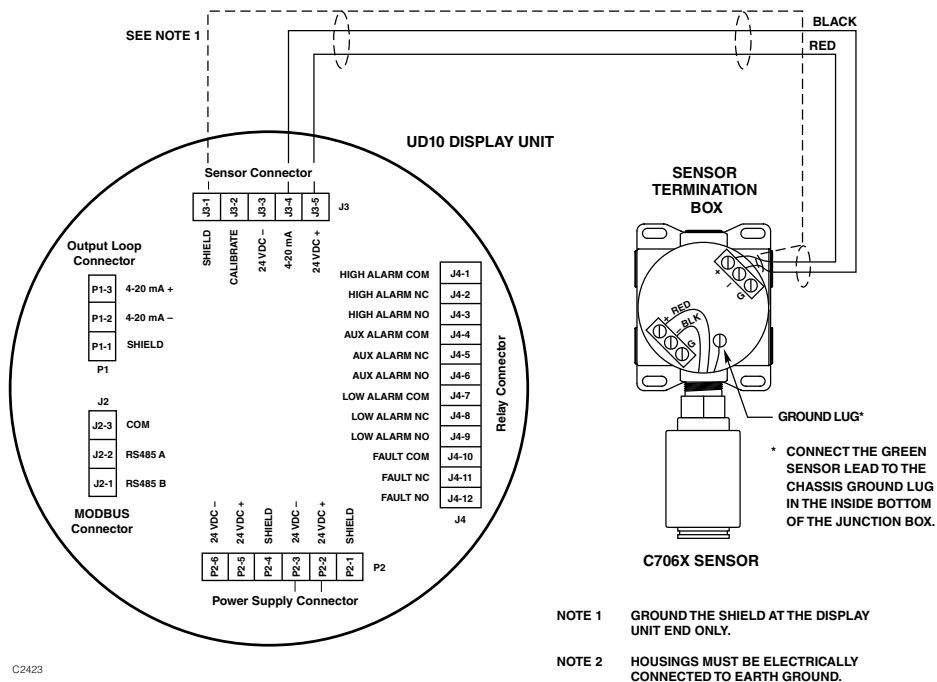 SEE NOTE 1
BLACK
RED
UD10 DISPLAY UNIT
Sensor Connector
J3-1
J3-2
J3-3
J3-4
J3-5
J3
SHIELD
CALIBRATE
24 VDC –
4-20 mA
24 VDC +
Output Loop
Connector
P1-3 4-20 mA +
P1-2 4-20 mA –
P1-1 SHIELD
P1
J2
J2-3 COM
J2-2 RS485 A
J2-1 RS485 B
MODBUS
Connector
HIGH ALARM COM J4-1
HIGH ALARM NC J4-2
HIGH ALARM NO J4-3
AUX ALARM COM J4-4
AUX ALARM NC J4-5
AUX ALARM NO J4-6
LOW ALARM COM J4-7
LOW ALARM NC J4-8
LOW ALARM NO J4-9
FAULT COM J4-10
FAULT NC J4-11
FAULT NO J4-12
J4
Relay Connector
24 VDC –
24 VDC +
SHIELD
24 VDC –
24 VDC +
SHIELD
P2-6
P2-5
P2-4
P2-3
P2-2
P2-1
P2
Power Supply Connector
SENSOR
TERMINATION
BOX
+
–
G
+ RED
– BLK
G
GROUND LUG*
* CONNECT THE GREEN
SENSOR LEAD TO THE
CHASSIS GROUND LUG
IN THE INSIDE BOTTOM
OF THE JUNCTION BOX.
C706X SENSOR
NOTE 1 GROUND THE SHIELD AT THE DISPLAY
UNIT END ONLY.
NOTE 2 HOUSINGS MUST BE ELECTRICALLY
CONNECTED TO EARTH GROUND.
C2423